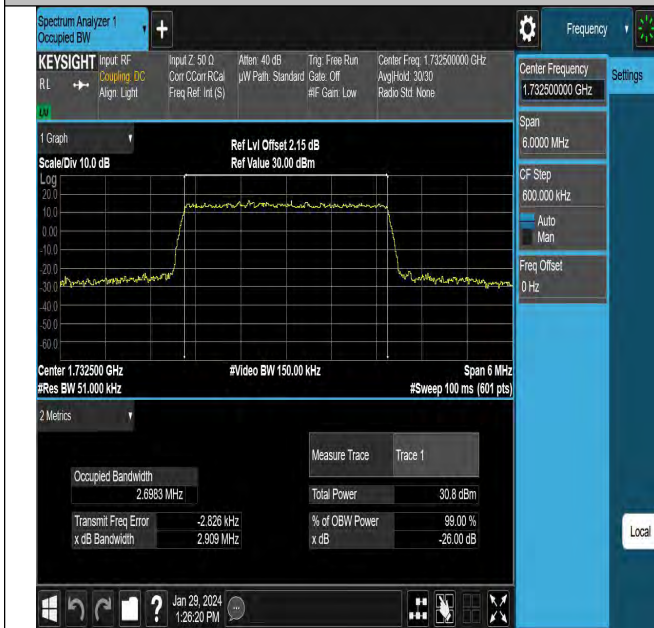 Spectrum Analyzer 1
Occupied BW
Frequency
KEYSIGHT
RL
Input: RF
Coupling: DC
Align: Light
Input Z: 50 Ω
Corr CCorr RCal
Freq Ref: Int (S)
Atten: 40 dB
µW Path: Standard
Trig: Free Run
Gate: Off
#IF Gain: Low
Center Freq: 1.732500000 GHz
Avg|Hold: 30/30
Radio Std: None
1 Graph
Scale/Div 10.0 dB
Ref Lvl Offset 2.15 dB
Ref Value 30.00 dBm
Log
20.0
10.0
0.00
-10.0
-20.0
-30.0
-40.0
-50.0
-60.0
Center 1.732500 GHz
#Res BW 51.000 kHz
#Video BW 150.00 kHz
Span 6 MHz
#Sweep 100 ms (601 pts)
2 Metrics
Measure Trace
Trace 1
Occupied Bandwidth
2.6983 MHz
Total Power
30.8 dBm
Transmit Freq Error
-2.826 kHz
% of OBW Power
99.00 %
x dB Bandwidth
2.909 MHz
x dB
-26.00 dB
Center Frequency
1.732500000 GHz
Settings
Span
6.0000 MHz
CF Step
600.000 kHz
Auto
Man
Freq Offset
0 Hz
Local
Jan 29, 2024
1:26:20 PM